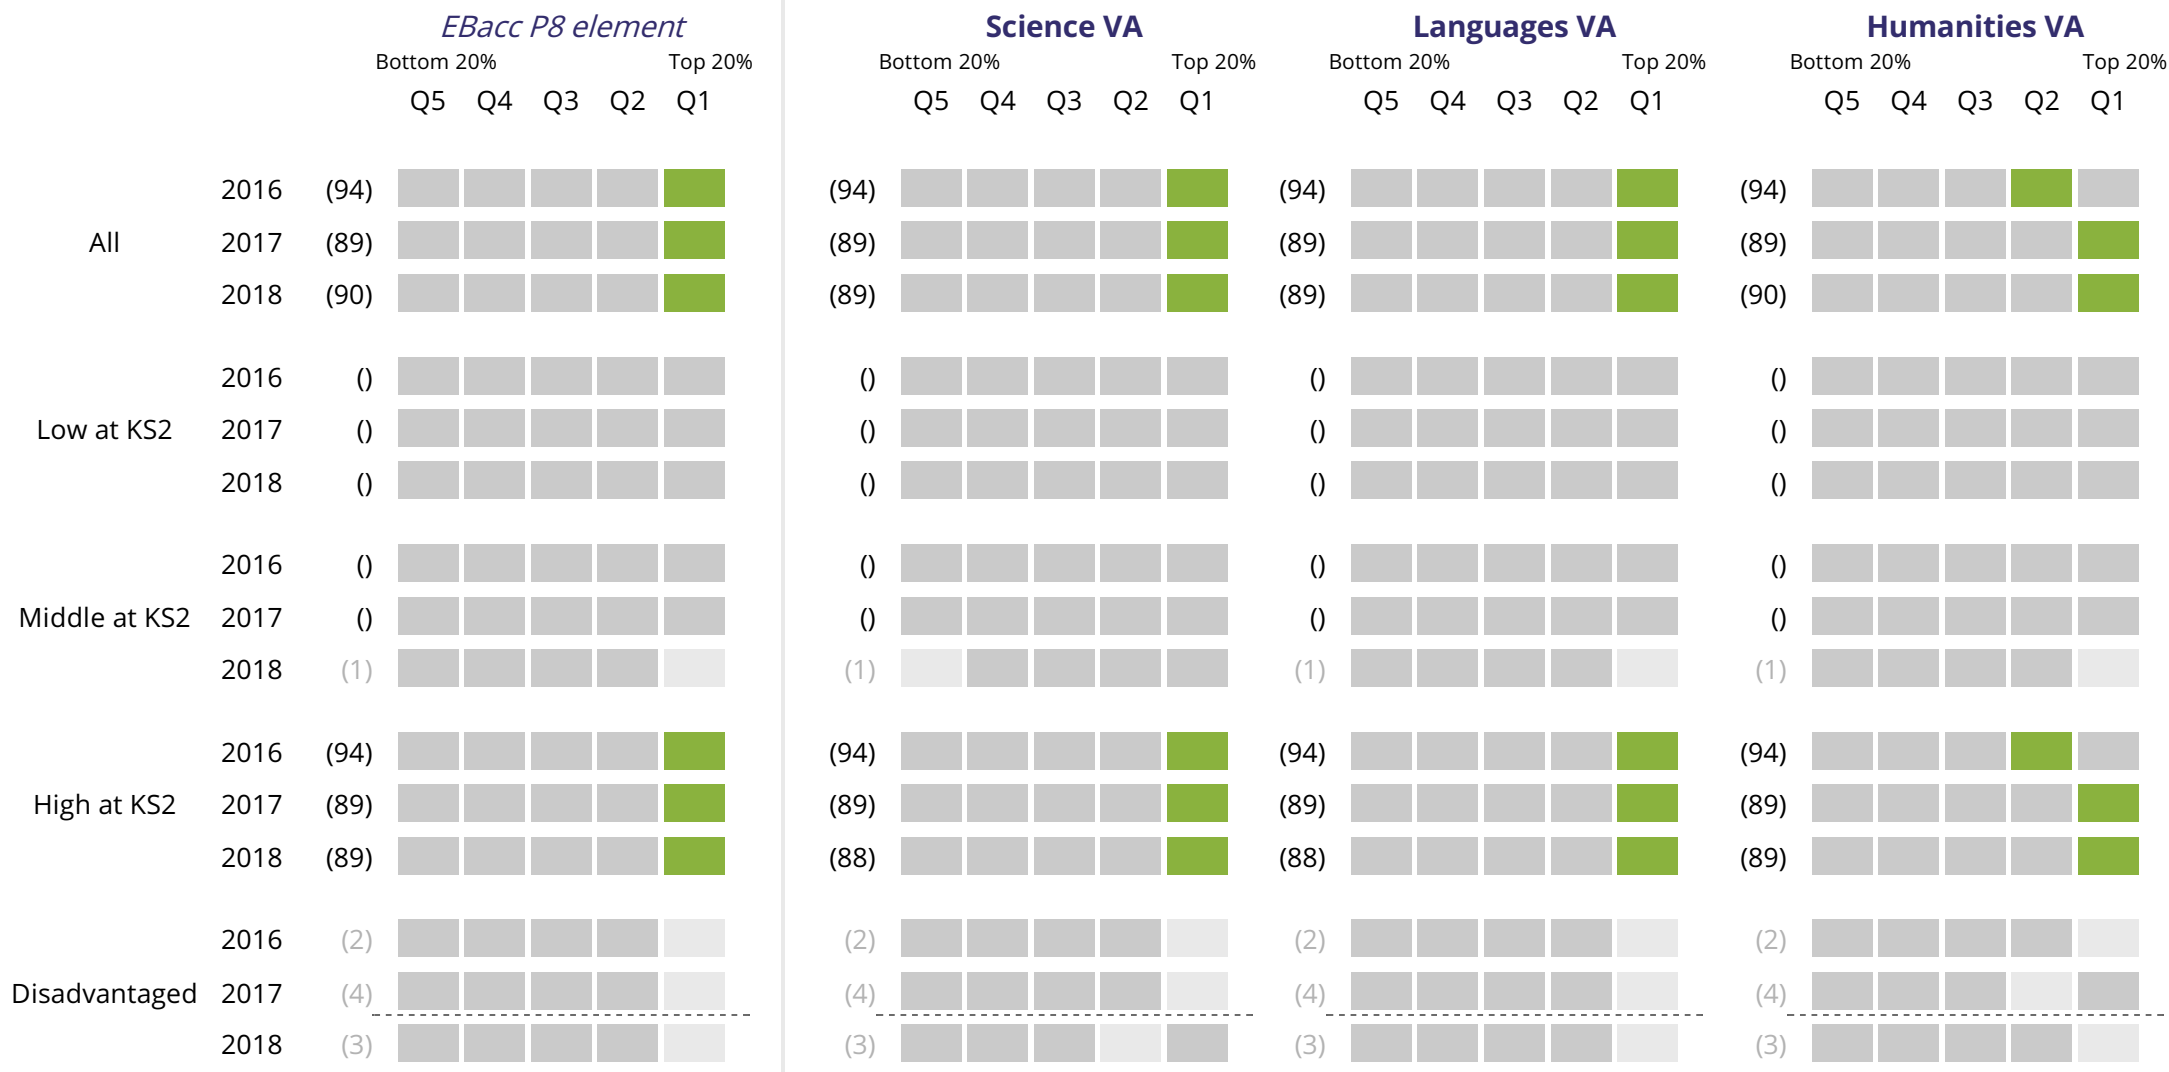 EBacc P8 element Science VA Languages VA Humanities VA
Bottom 20% Top 20% Bottom 20% Top 20% Bottom 20% Top 20% Bottom 20% Top 20%
Q5 Q4 Q3 Q2 Q1 Q5 Q4 Q3 Q2 Q1 Q5 Q4 Q3 Q2 Q1 Q5 Q4 Q3 Q2 Q1
2016 (94) (94) (94) (94)
All 2017 (89) (89) (89) (89)
2018 (90) (89) (89) (90)
2016 () () () ()
Low at KS2 2017 () () () ()
2018 () () () ()
2016 () () () ()
Middle at KS2 2017 () () () ()
2018 (1) (1) (1) (1)
2016 (94) (94) (94) (94)
High at KS2 2017 (89) (89) (89) (89)
2018 (89) (88) (88) (89)
2016 (2) (2) (2) (2)
Disadvantaged 2017 (4) (4) (4) (4)
2018 (3) (3) (3) (3)